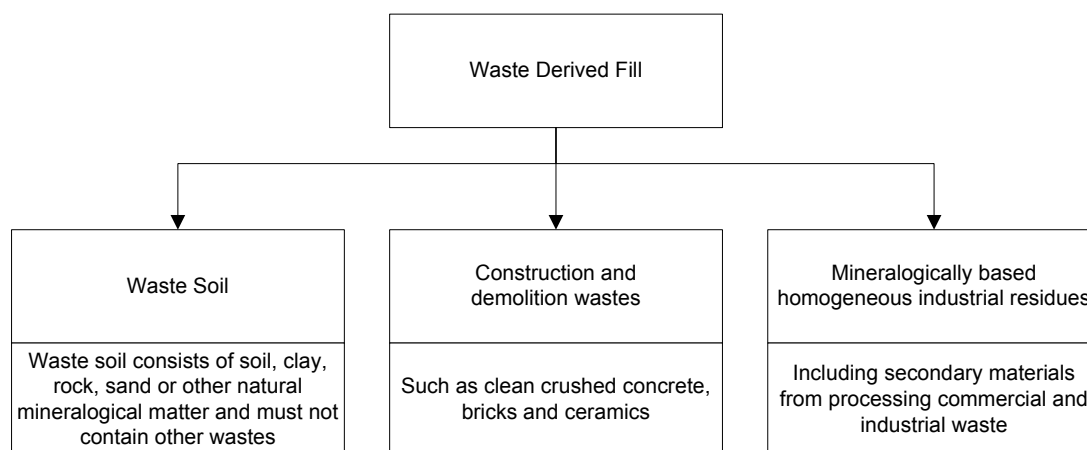 Waste Derived Fill
Waste Soil
Waste soil consists of soil, clay,
rock, sand or other natural
mineralogical matter and must not
contain other wastes
Construction and
demolition wastes
Such as clean crushed concrete,
bricks and ceramics
Mineralogically based
homogeneous industrial residues
Including secondary materials
from processing commercial and
industrial waste